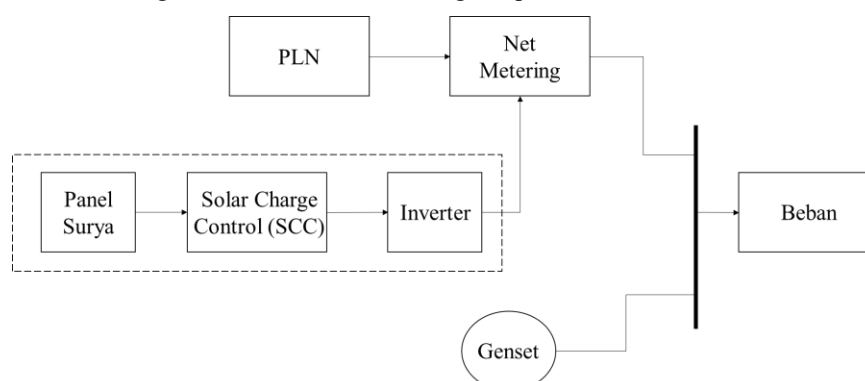 PLN
Net
Metering
Panel
Surya
Solar Charge
Control (SCC)
Inverter
Beban
Genset